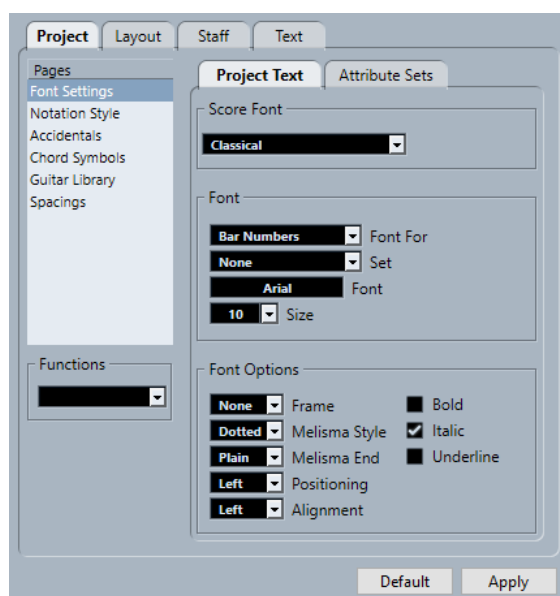 Project Layout Staff Text
Pages
Font Settings
Notation Style
Accidentals
Chord Symbols
Guitar Library
Spacings
Functions
Project Text Attribute Sets
Score Font
Classical
Font
Bar Numbers Font For
None Set
Arial Font
10 Size
Font Options
None Frame Bold
Dotted Melisma Style Italic
Plain Melisma End Underline
Left Positioning
Left Alignment
Default Apply